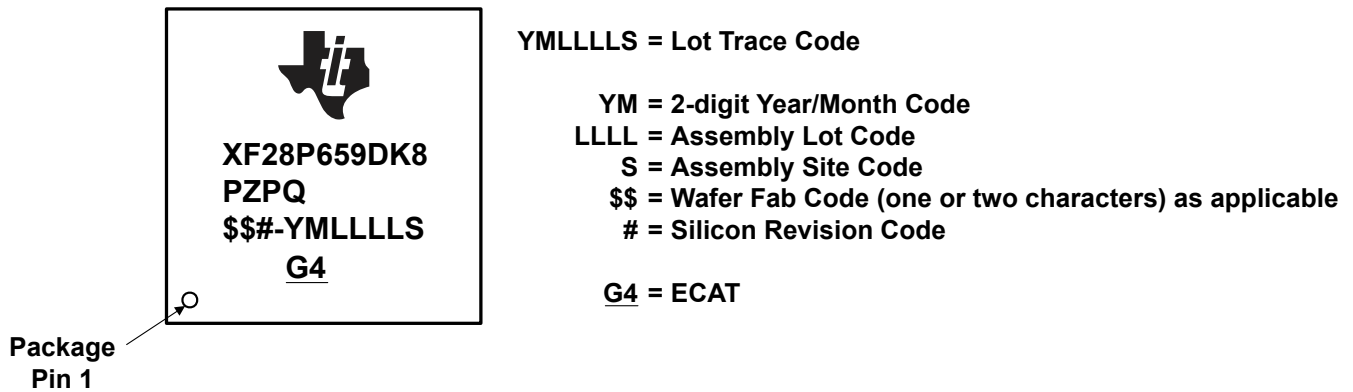 YMLLLLS = Lot Trace Code
YM = 2-digit Year/Month Code
LLLL = Assembly Lot Code
S = Assembly Site Code
$$ = Wafer Fab Code (one or two characters) as applicable
# = Silicon Revision Code
G4 = ECAT
XF28P659DK8
PZPQ
$$#-YMLLLLS
G4
Package
Pin 1